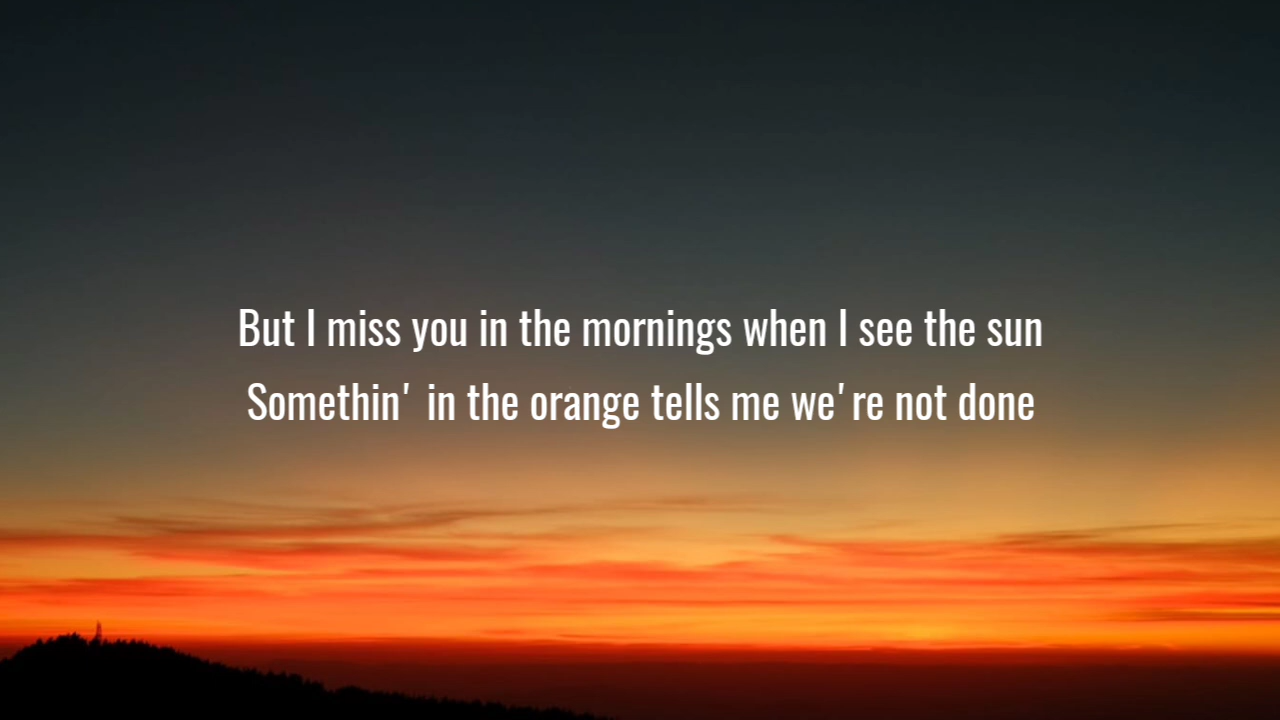 But I miss you in the mornings when I see the sun
Somethin' in the orange tells me we're not done